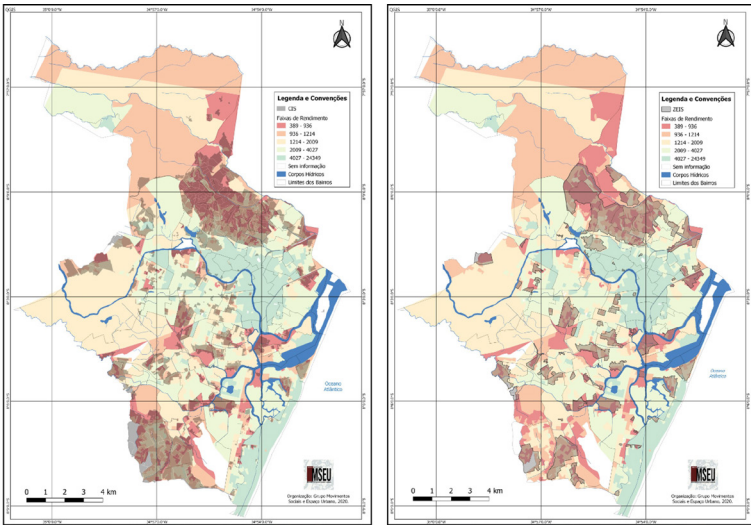 N
Legenda e Convenções
CIS
Faixas de Rendimento
389 - 936
936 - 1214
1214 - 2009
2009 - 4027
4027 - 24349
Sem informação
Corpos Hídricos
Limites dos Bairros
Oceano
Atlântico
0 1 2 3 4 km
MSEU
Organização: Grupo Movimentos
Sociais e Espaço Urbano, 2020.
N
Legenda e Convenções
ZEIS
Faixas de Rendimento
389 - 936
936 - 1214
1214 - 2009
2009 - 4027
4027 - 24349
Sem informação
Corpos Hídricos
Limites dos Bairros
Oceano
Atlântico
0 1 2 3 4 km
MSEU
Organização: Grupo Movimentos
Sociais e Espaço Urbano, 2020.